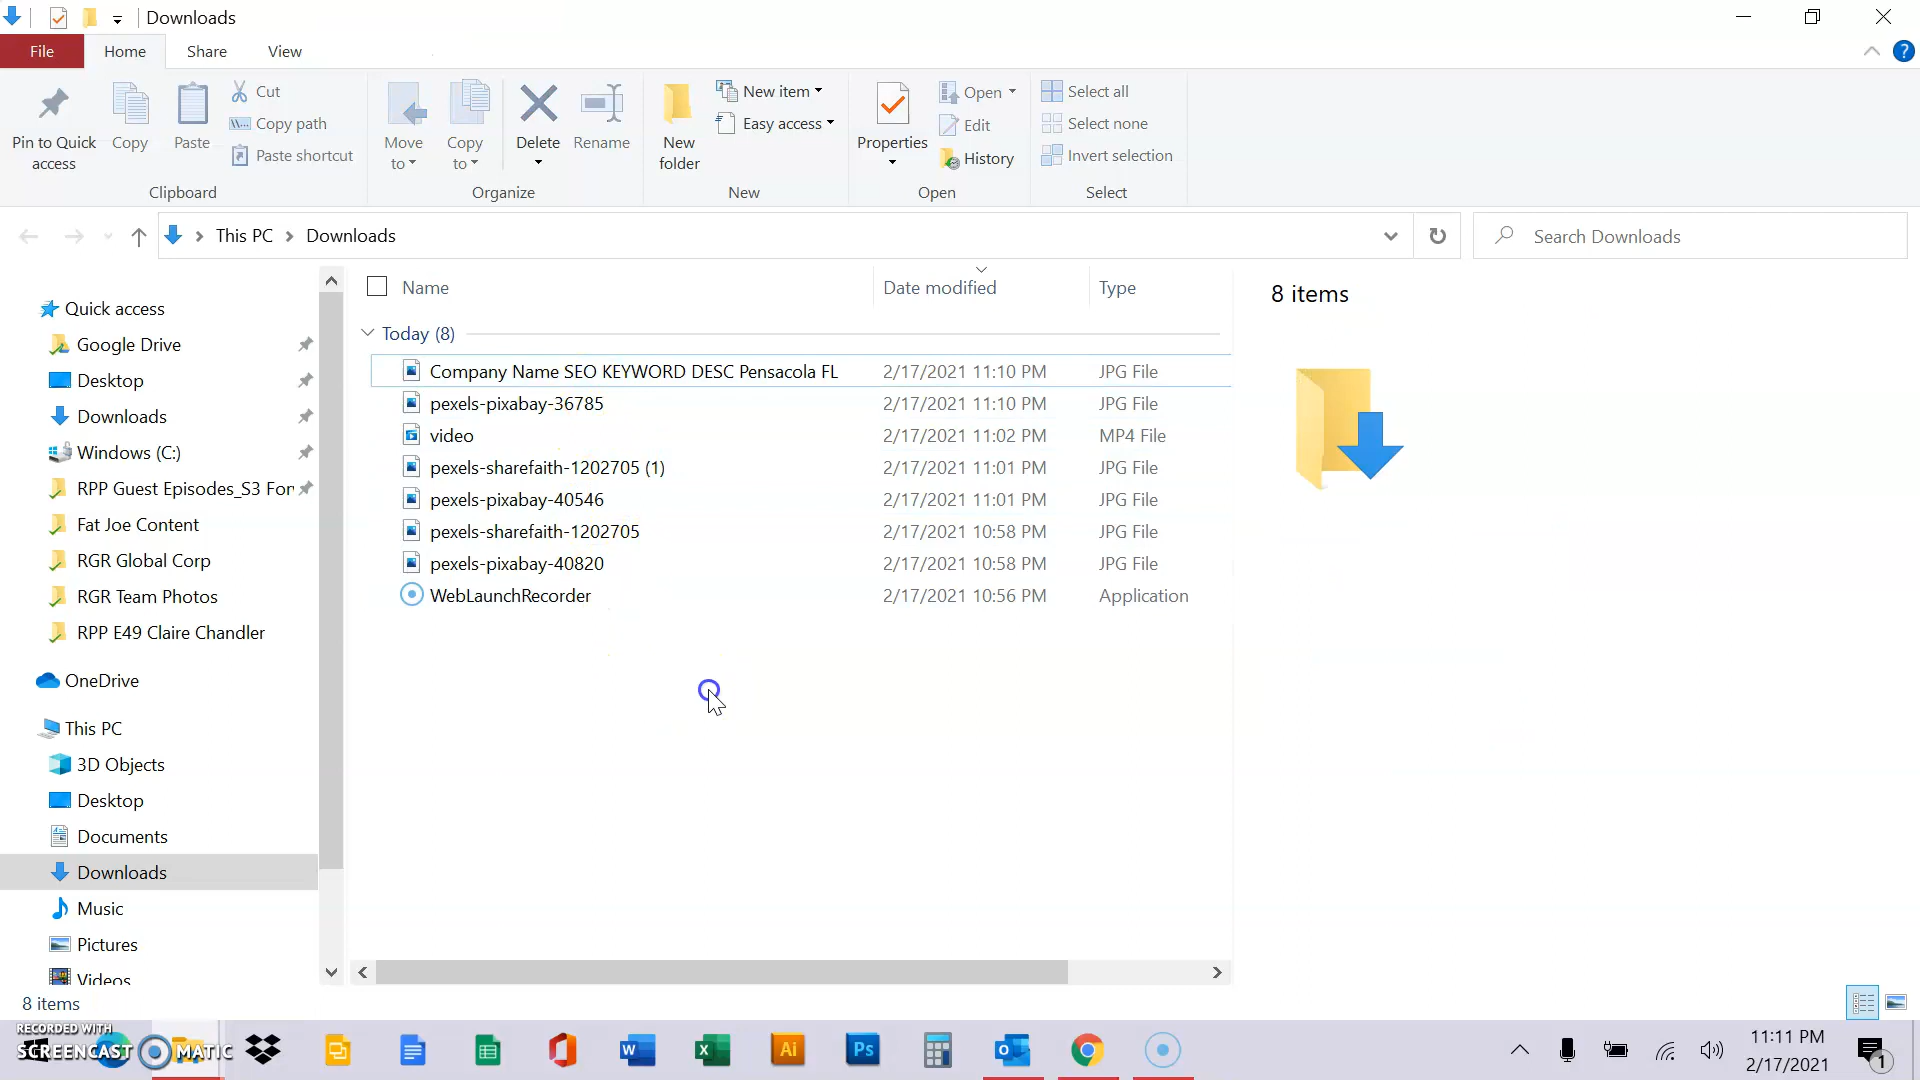 Downloads
File
Home
Share
View
Pin to Quick access
Copy
Paste
Cut
Copy path
Paste shortcut
Clipboard
Move to
Copy to
Delete
Rename
Organize
New folder
New item
Easy access
New
Properties
Open
Edit
History
Open
Select all
Select none
Invert selection
Select
This PC > Downloads
Search Downloads
Quick access
Google Drive
Desktop
Downloads
Windows (C:)
RPP Guest Episodes_S3 For
Fat Joe Content
RGR Global Corp
RGR Team Photos
RPP E49 Claire Chandler
OneDrive
This PC
3D Objects
Desktop
Documents
Downloads
Music
Pictures
Videos
Name Date modified Type
Today (8)
Company Name SEO KEYWORD DESC Pensacola FL 2/17/2021 11:10 PM JPG File
pexels-pixabay-36785 2/17/2021 11:10 PM JPG File
video 2/17/2021 11:02 PM MP4 File
pexels-sharefaith-1202705 (1) 2/17/2021 11:01 PM JPG File
pexels-pixabay-40546 2/17/2021 11:01 PM JPG File
pexels-sharefaith-1202705 2/17/2021 10:58 PM JPG File
pexels-pixabay-40820 2/17/2021 10:58 PM JPG File
WebLaunchRecorder 2/17/2021 10:56 PM Application
8 items
8 items
RECORDED WITH
SCREENCAST MATIC
W
X
Ai
Ps
11:11 PM
2/17/2021
1